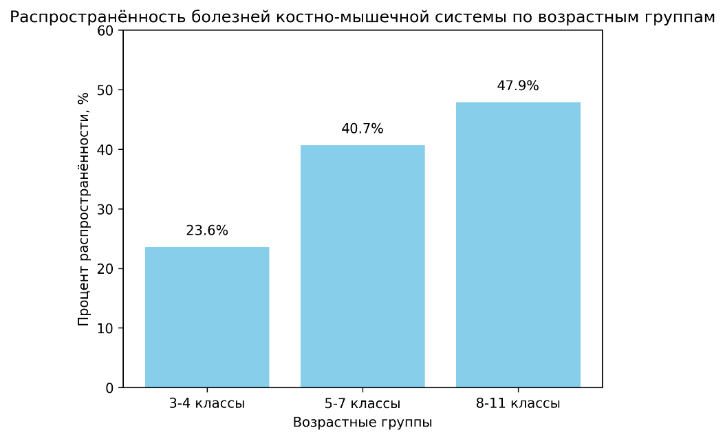 Распространённость болезней костно-мышечной системы по возрастным группам
Процент распространённости, %
60
50
40
30
20
10
0
23.6%
40.7%
47.9%
3-4 классы
5-7 классы
8-11 классы
Возрастные группы